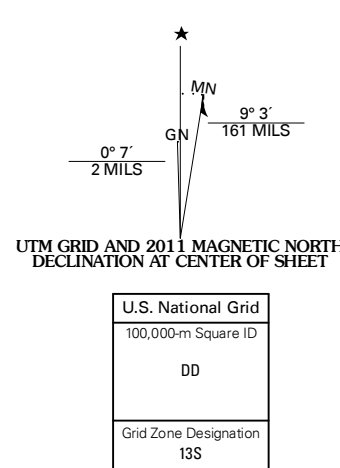 ★
MN
9° 3´
161 MILS
GN
0° 7´
2 MILS
UTM GRID AND 2011 MAGNETIC NORTH
DECLINATION AT CENTER OF SHEET
U.S. National Grid
100,000-m Square ID
DD
Grid Zone Designation
13S